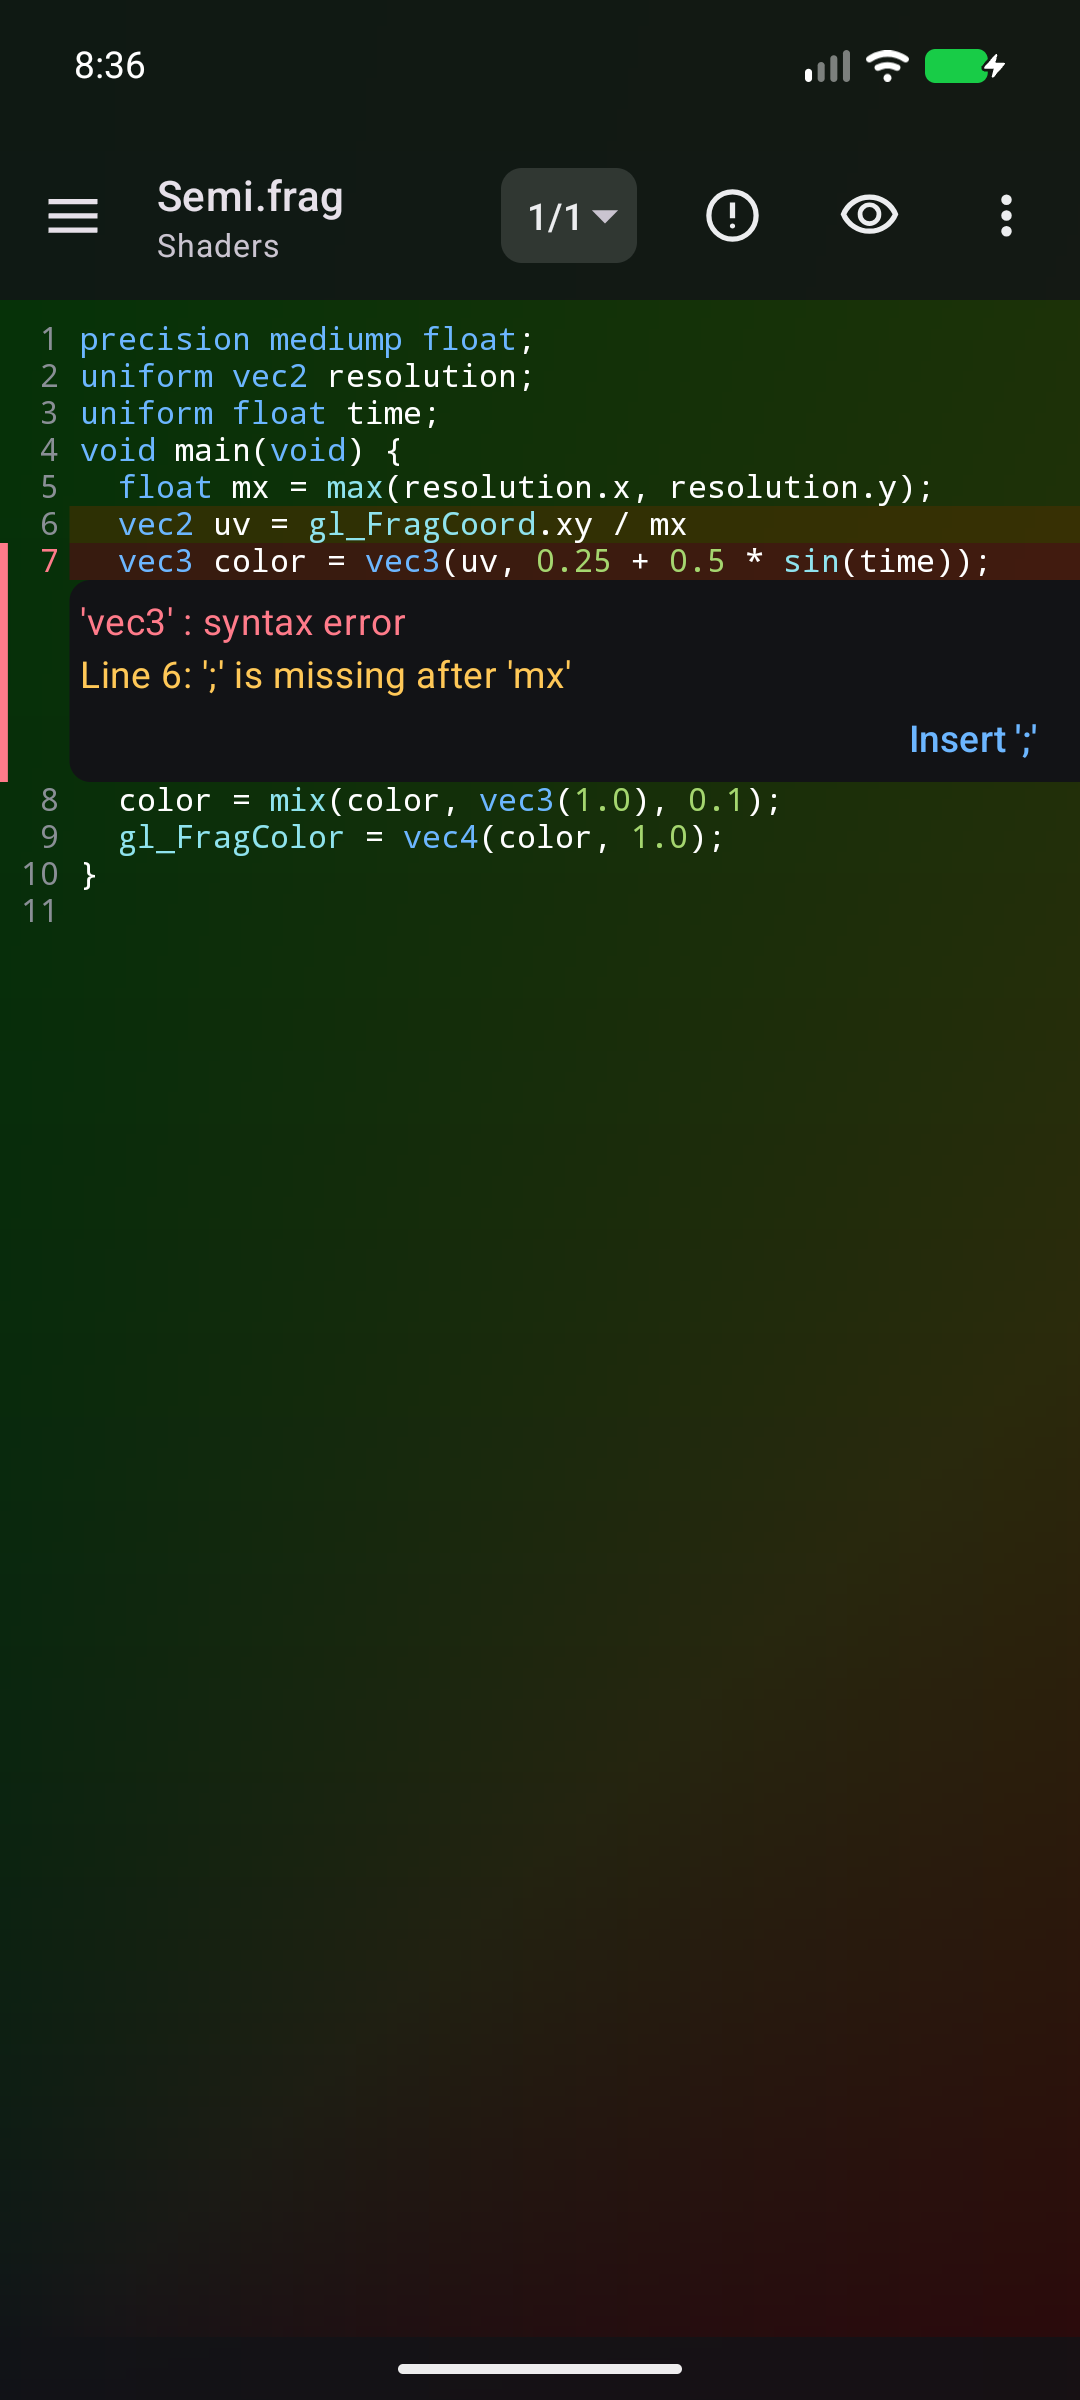 8:36
Semi.frag
Shaders
1/1
1 precision mediump float;
2 uniform vec2 resolution;
3 uniform float time;
4 void main(void) {
5   float mx = max(resolution.x, resolution.y);
6   vec2 uv = gl_FragCoord.xy / mx
7   vec3 color = vec3(uv, 0.25 + 0.5 * sin(time));
'vec3' : syntax error
Line 6: ';' is missing after 'mx'
Insert ';'
8   color = mix(color, vec3(1.0), 0.1);
9   gl_FragColor = vec4(color, 1.0);
10 }
11